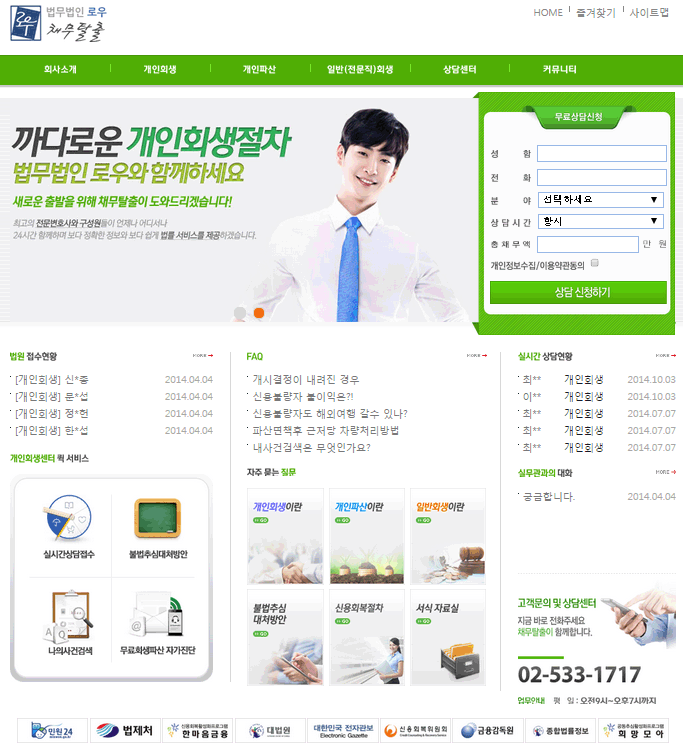 로우
법무법인 로우
채무탈출
HOME
즐겨찾기
사이트맵
회사소개
개인회생
개인파산
일반(전문직)회생
상담센터
커뮤니티
까다로운 개인회생절차
법무법인 로우와 함께하세요
새로운 출발을 위해 채무탈출이 도와드리겠습니다!
최고의 전문변호사와 구성원들이 언제나 어디서나
24시간 함께하며 보다 정확한 정보와 보다 쉽게 법률 서비스를 제공하겠습니다.
무료상담신청
성 함
전 화
분 야 선택하세요
상담시간 항시
총채무액 만 원
개인정보수집/이용약관동의
상담 신청하기
법원 접수현황 MORE
[개인회생] 신*종 2014.04.04
[개인회생] 문*섭 2014.04.04
[개인회생] 정*헌 2014.04.04
[개인회생] 한*섭 2014.04.04
개인회생센터 퀵 서비스
실시간상담접수
불법추심대처방안
나의사건검색
무료회생파산 자가진단
FAQ MORE
개시결정이 내려진 경우
신용불량자 불이익은?!
신용불량자도 해외여행 갈수 있나?
파산면책후 근저당 차량처리방법
내사건검색은 무엇인가요?
자주 묻는 질문
개인회생이란
GO
개인파산이란
GO
일반회생이란
GO
불법추심
대처방안
GO
신용회복절차
GO
서식 자료실
GO
실시간 상담현황 MORE
최** 개인회생 2014.10.03
이** 개인회생 2014.10.03
최** 개인회생 2014.07.07
최** 개인회생 2014.07.07
최** 개인회생 2014.07.07
실무관과의 대화 MORE
궁금합니다. 2014.04.04
고객문의 및 상담센터
지금 바로 전화주세요
채무탈출이 함께합니다.
02-533-1717
업무안내 평 일 : 오전9시~오후7시까지
민원24
법제처
신용회복활성화프로그램
한마음금융
대법원
대한민국 전자관보
Electronic Gazette
신용회복위원회
Credit Counseling & Recovery Service
금융감독원
종합법률정보
공동추심활성화프로그램
희망모아